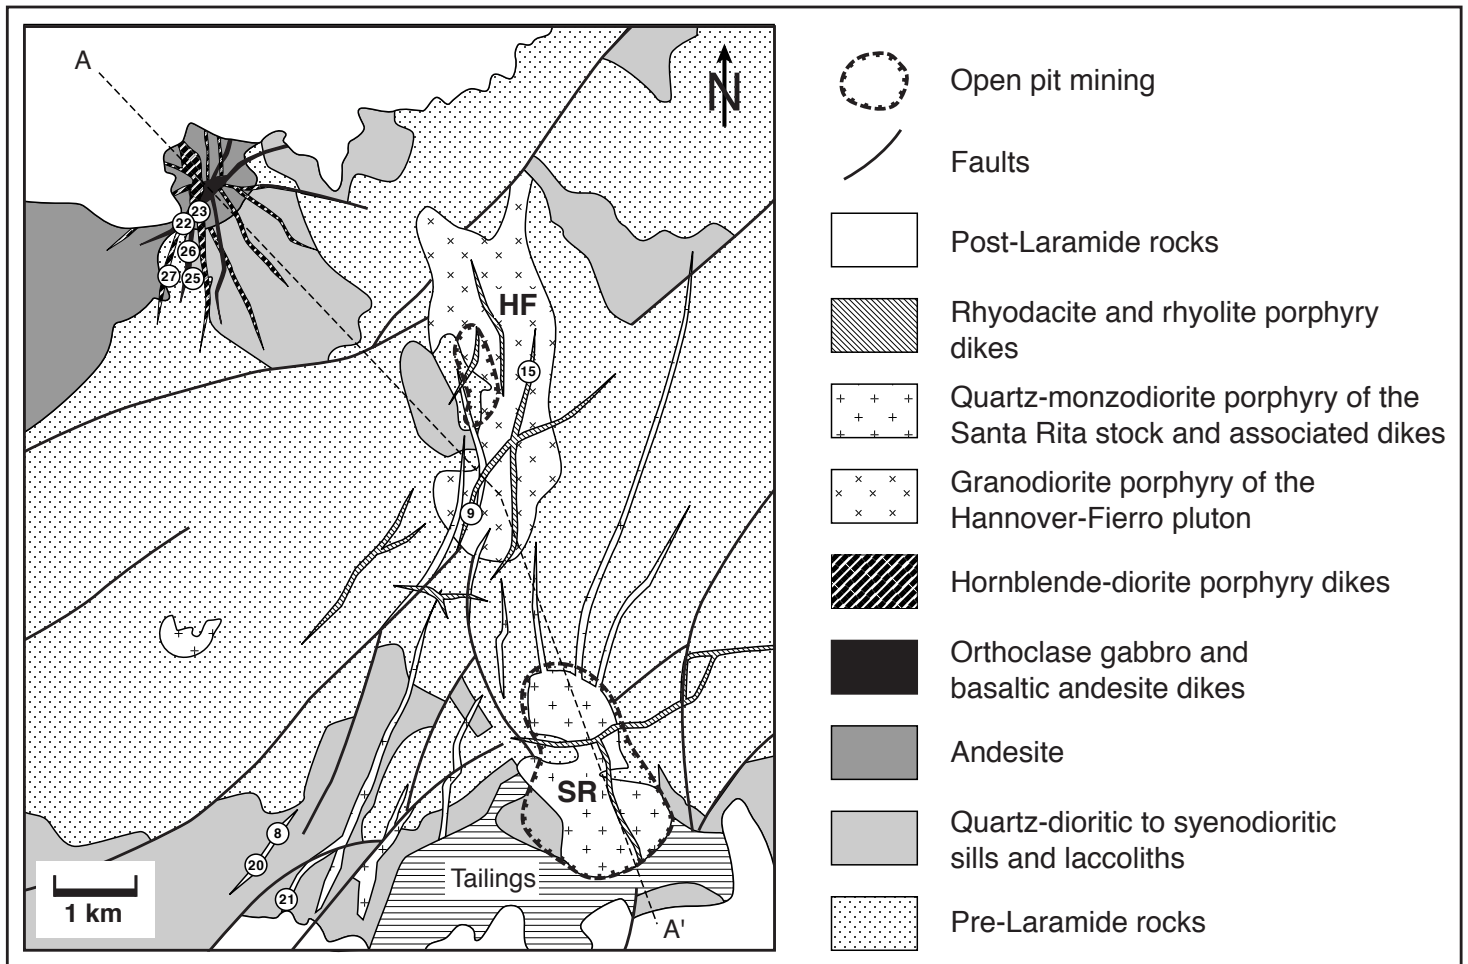 A
N
23
22
26
27
25
HF
15
9
8
20
21
SR
Tailings
1 km
A'
Open pit mining
Faults
Post-Laramide rocks
Rhyodacite and rhyolite porphyry
dikes
Quartz-monzodiorite porphyry of the
Santa Rita stock and associated dikes
Granodiorite porphyry of the
Hannover-Fierro pluton
Hornblende-diorite porphyry dikes
Orthoclase gabbro and
basaltic andesite dikes
Andesite
Quartz-dioritic to syenodioritic
sills and laccoliths
Pre-Laramide rocks